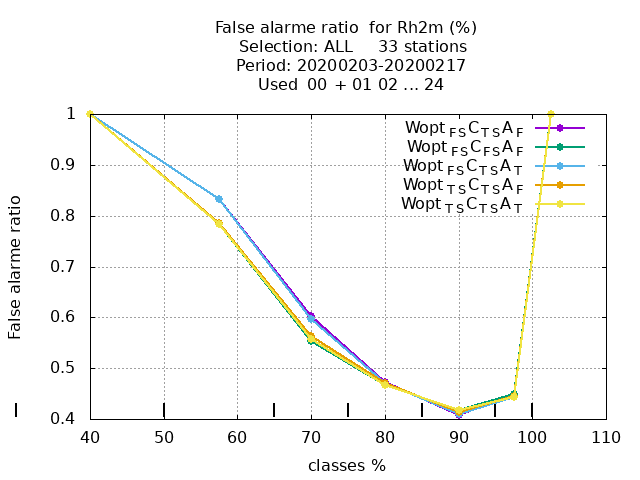 False alarme ratio  for Rh2m (%)
Selection: ALL     33 stations
Period: 20200203-20200217
Used  00  + 01 02 ... 24
Wopt FS C TS A F
Wopt FS C FS A F
Wopt FS C TS A T
Wopt TS C TS A F
Wopt TS C TS A T
1
0.9
0.8
0.7
0.6
0.5
0.4
False alarme ratio
40 50 60 70 80 90 100 110
classes %